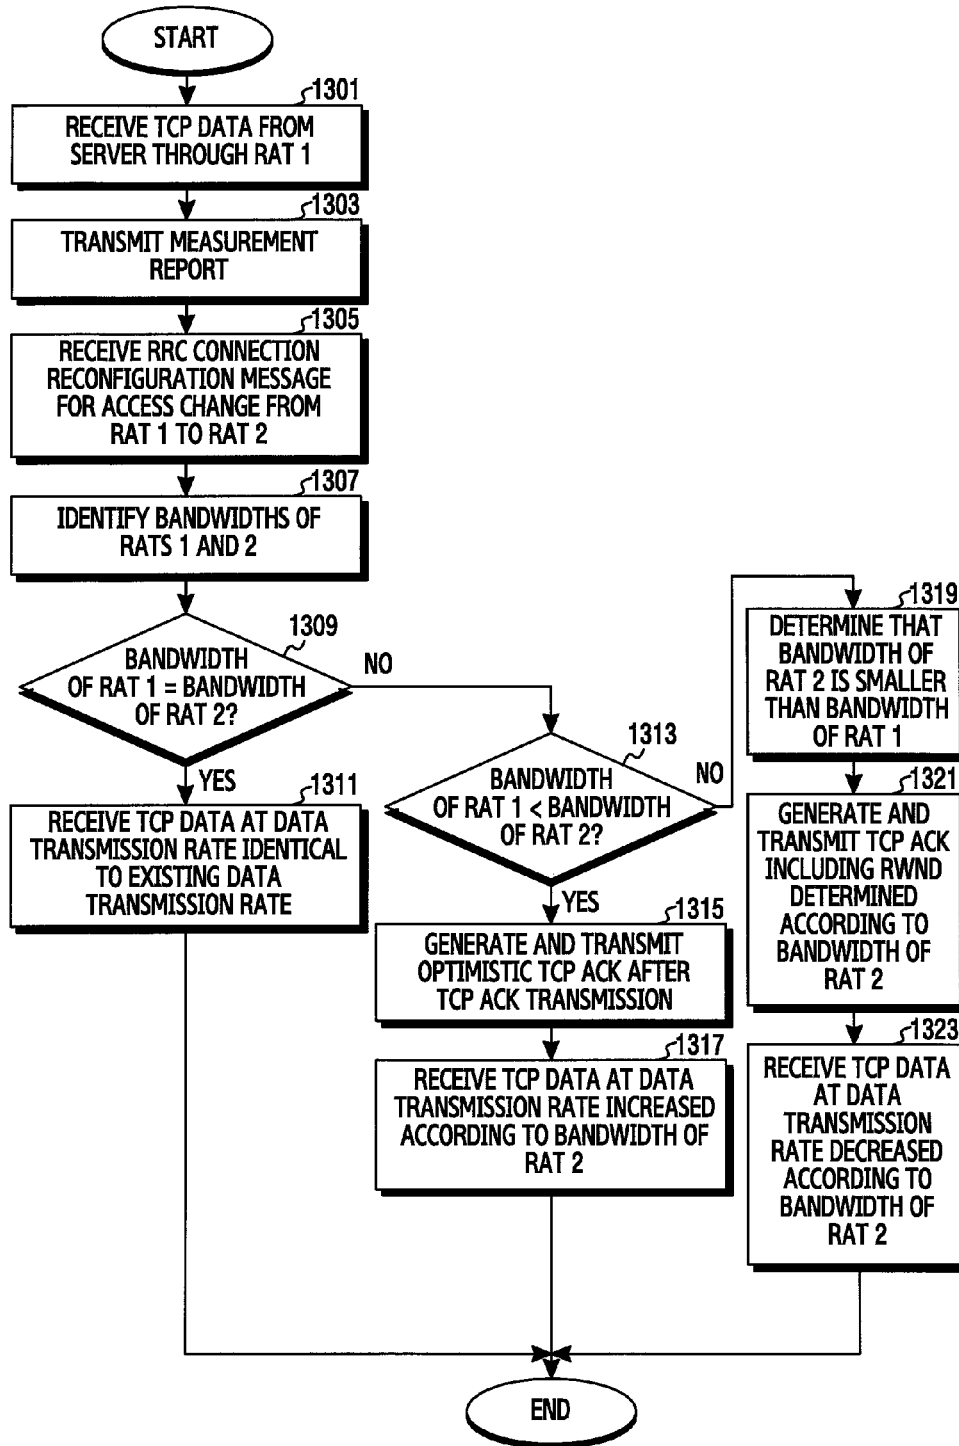 START
1301
RECEIVE TCP DATA FROM
SERVER THROUGH RAT 1
1303
TRANSMIT MEASUREMENT
REPORT
1305
RECEIVE RRC CONNECTION
RECONFIGURATION MESSAGE
FOR ACCESS CHANGE FROM
RAT 1 TO RAT 2
1307
IDENTIFY BANDWIDTHS OF
RATS 1 AND 2
1309
BANDWIDTH
OF RAT 1 = BANDWIDTH
OF RAT 2?
NO
YES
1311
RECEIVE TCP DATA AT DATA
TRANSMISSION RATE IDENTICAL
TO EXISTING DATA
TRANSMISSION RATE
1313
BANDWIDTH
OF RAT 1 < BANDWIDTH
OF RAT 2?
NO
YES
1315
GENERATE AND TRANSMIT
OPTIMISTIC TCP ACK AFTER
TCP ACK TRANSMISSION
1317
RECEIVE TCP DATA AT DATA
TRANSMISSION RATE INCREASED
ACCORDING TO BANDWIDTH OF
RAT 2
1319
DETERMINE THAT
BANDWIDTH OF
RAT 2 IS SMALLER
THAN BANDWIDTH
OF RAT 1
1321
GENERATE AND
TRANSMIT TCP ACK
INCLUDING RWND
DETERMINED
ACCORDING TO
BANDWIDTH OF
RAT 2
1323
RECEIVE TCP DATA
AT DATA
TRANSMISSION
RATE DECREASED
ACCORDING TO
BANDWIDTH OF
RAT 2
END